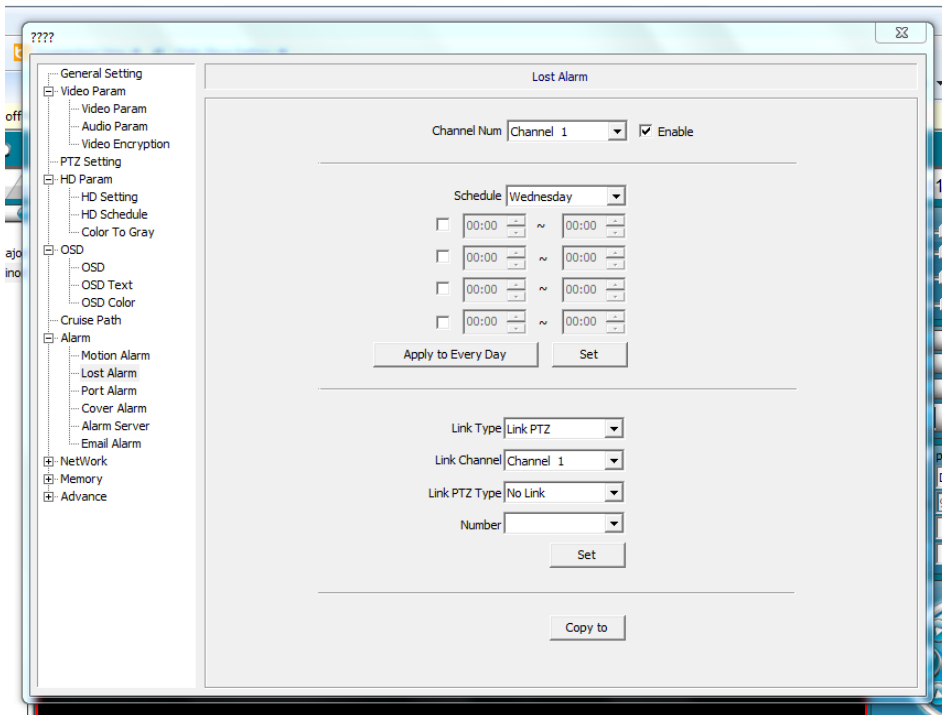 ????
General Setting
Video Param
Video Param
Audio Param
Video Encryption
PTZ Setting
HD Param
HD Setting
HD Schedule
Color To Gray
OSD
OSD
OSD Text
OSD Color
Cruise Path
Alarm
Motion Alarm
Lost Alarm
Port Alarm
Cover Alarm
Alarm Server
Email Alarm
NetWork
Memory
Advance
Lost Alarm
Channel Num Channel 1 Enable
Schedule Wednesday
00:00 ~ 00:00
00:00 ~ 00:00
00:00 ~ 00:00
00:00 ~ 00:00
Apply to Every Day Set
Link Type Link PTZ
Link Channel Channel 1
Link PTZ Type No Link
Number
Set
Copy to
off
ajo
ino